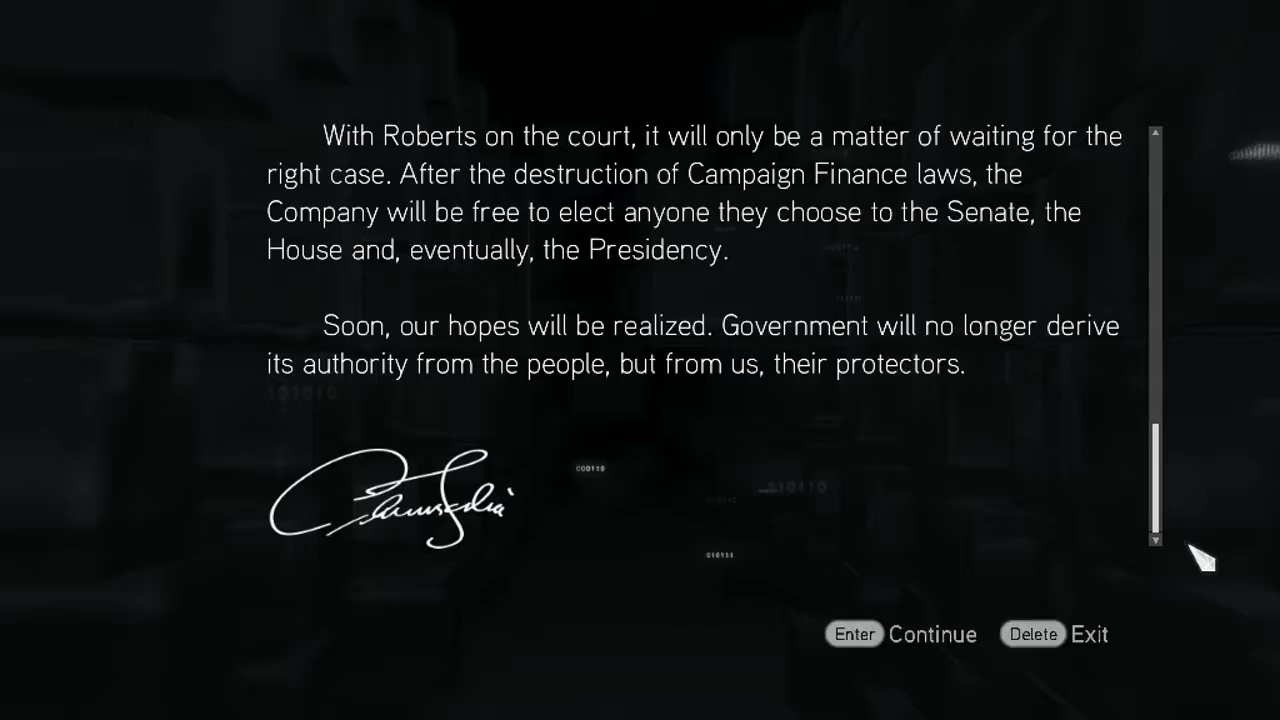 With Roberts on the court, it will only be a matter of waiting for the
right case. After the destruction of Campaign Finance laws, the
Company will be free to elect anyone they choose to the Senate, the
House and, eventually, the Presidency.
Soon, our hopes will be realized. Government will no longer derive
its authority from the people, but from us, their protectors.
010111
Enter Continue Delete Exit